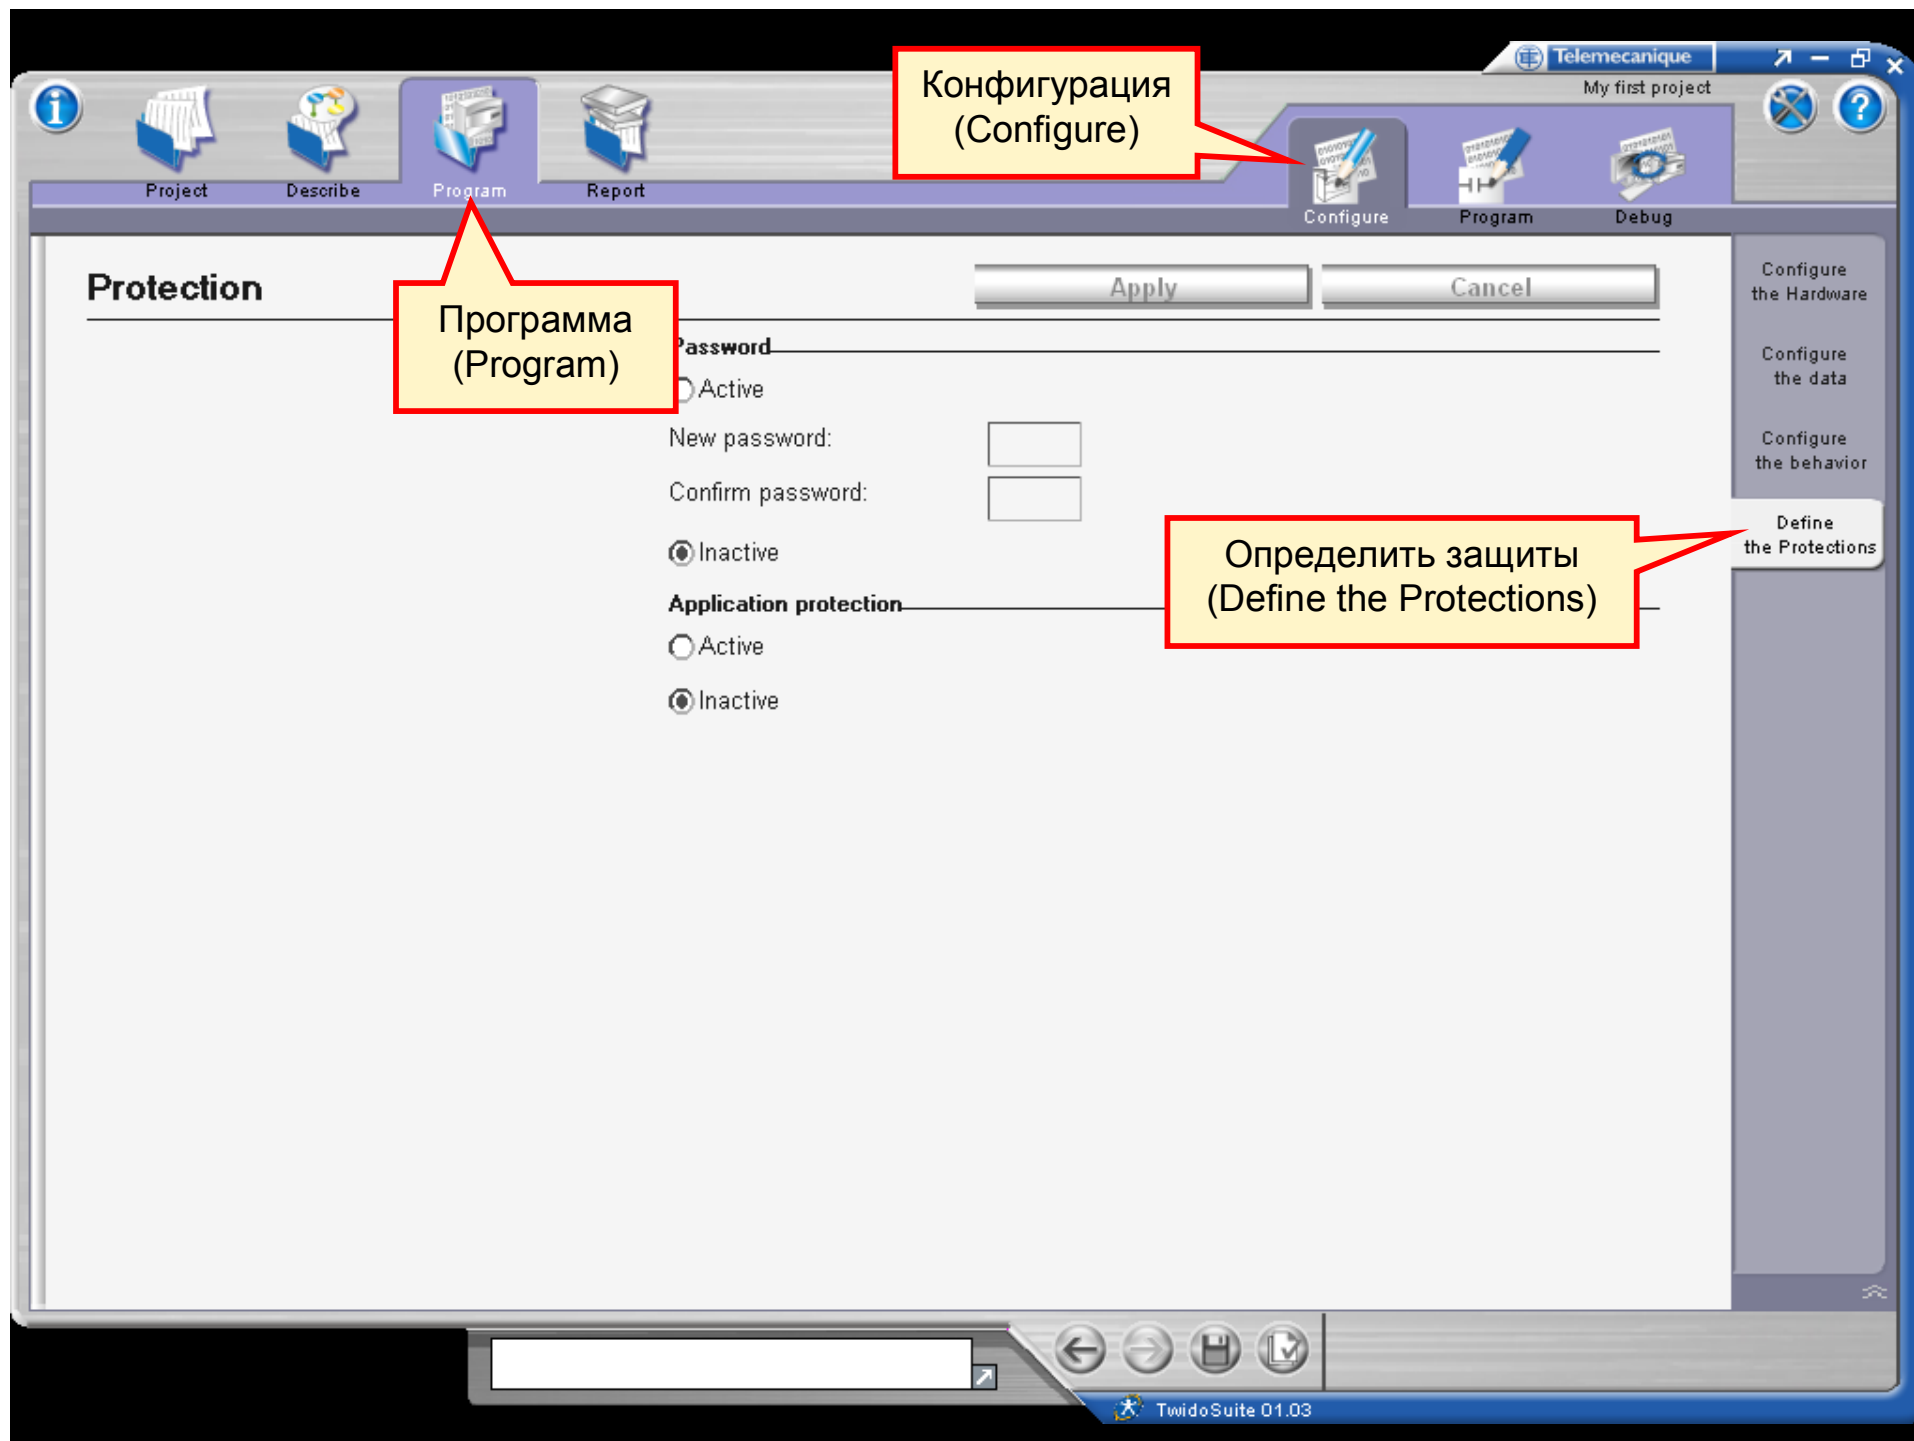 Telemecanique
My first project
Конфигурация
(Configure)
Project
Describe
Program
Report
Configure
Program
Debug
Protection
Apply
Cancel
Программа
(Program)
Password
Active
New password:
Confirm password:
Inactive
Application protection
Active
Inactive
Configure
the Hardware
Configure
the data
Configure
the behavior
Define
the Protections
Определить защиты
(Define the Protections)
TwidoSuite 01.03